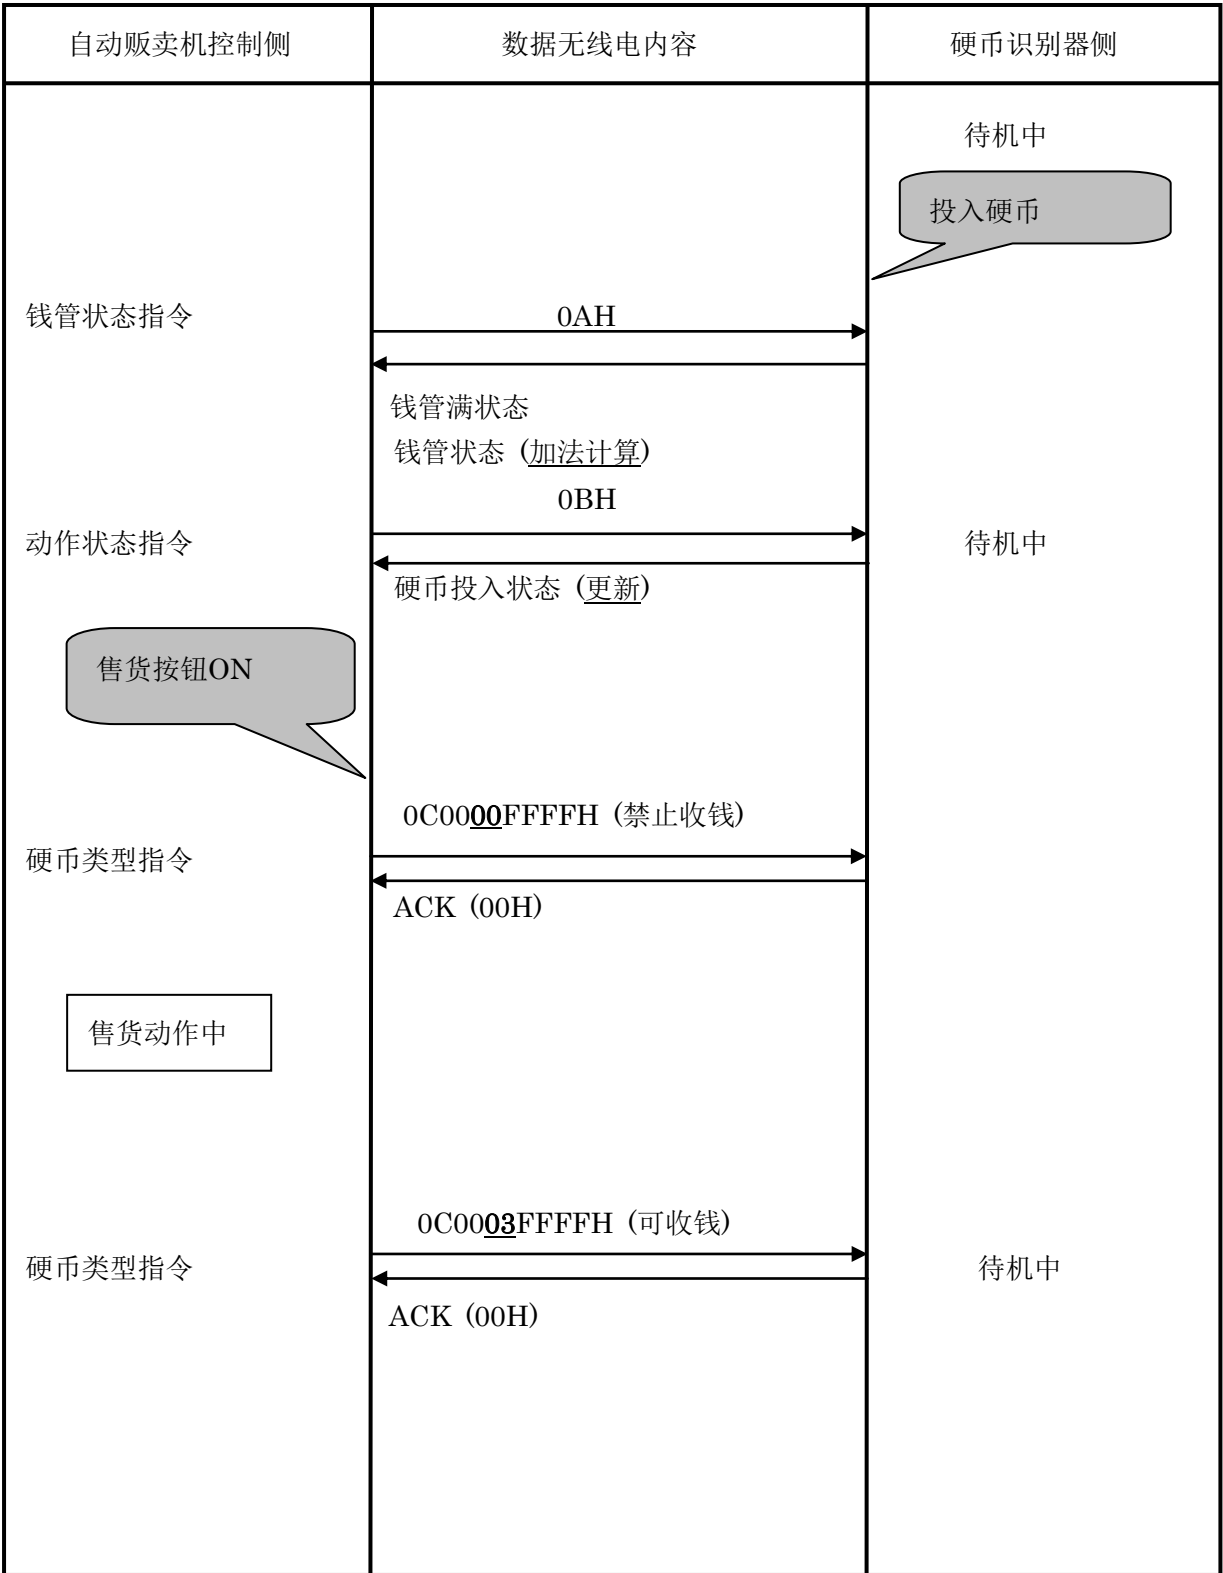 自动贩卖机控制侧
数据无线电内容
硬币识别器侧
待机中
投入硬币
钱管状态指令
0AH
钱管满状态
钱管状态 (加法计算)
0BH
动作状态指令
待机中
硬币投入状态 (更新)
售货按钮ON
0C0000FFFFH (禁止收钱)
硬币类型指令
ACK (00H)
售货动作中
0C0003FFFFH (可收钱)
硬币类型指令
待机中
ACK (00H)